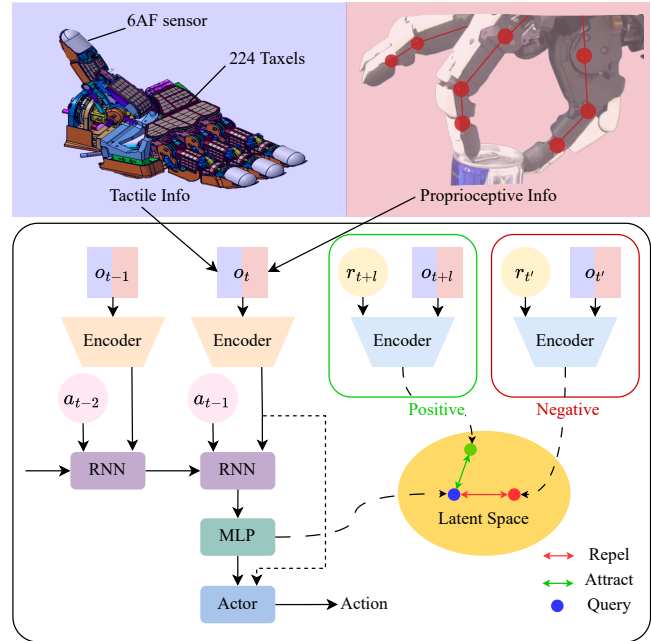 6AF sensor
224 Taxels
Tactile Info
Proprioceptive Info
o_{t-1}
o_t
r_{t+l}
o_{t+l}
r_{t'}
o_{t'}
Encoder
Encoder
Encoder
Encoder
a_{t-2}
a_{t-1}
Positive
Negative
RNN
RNN
Latent Space
MLP
Repel
Attract
Actor
Action
Query